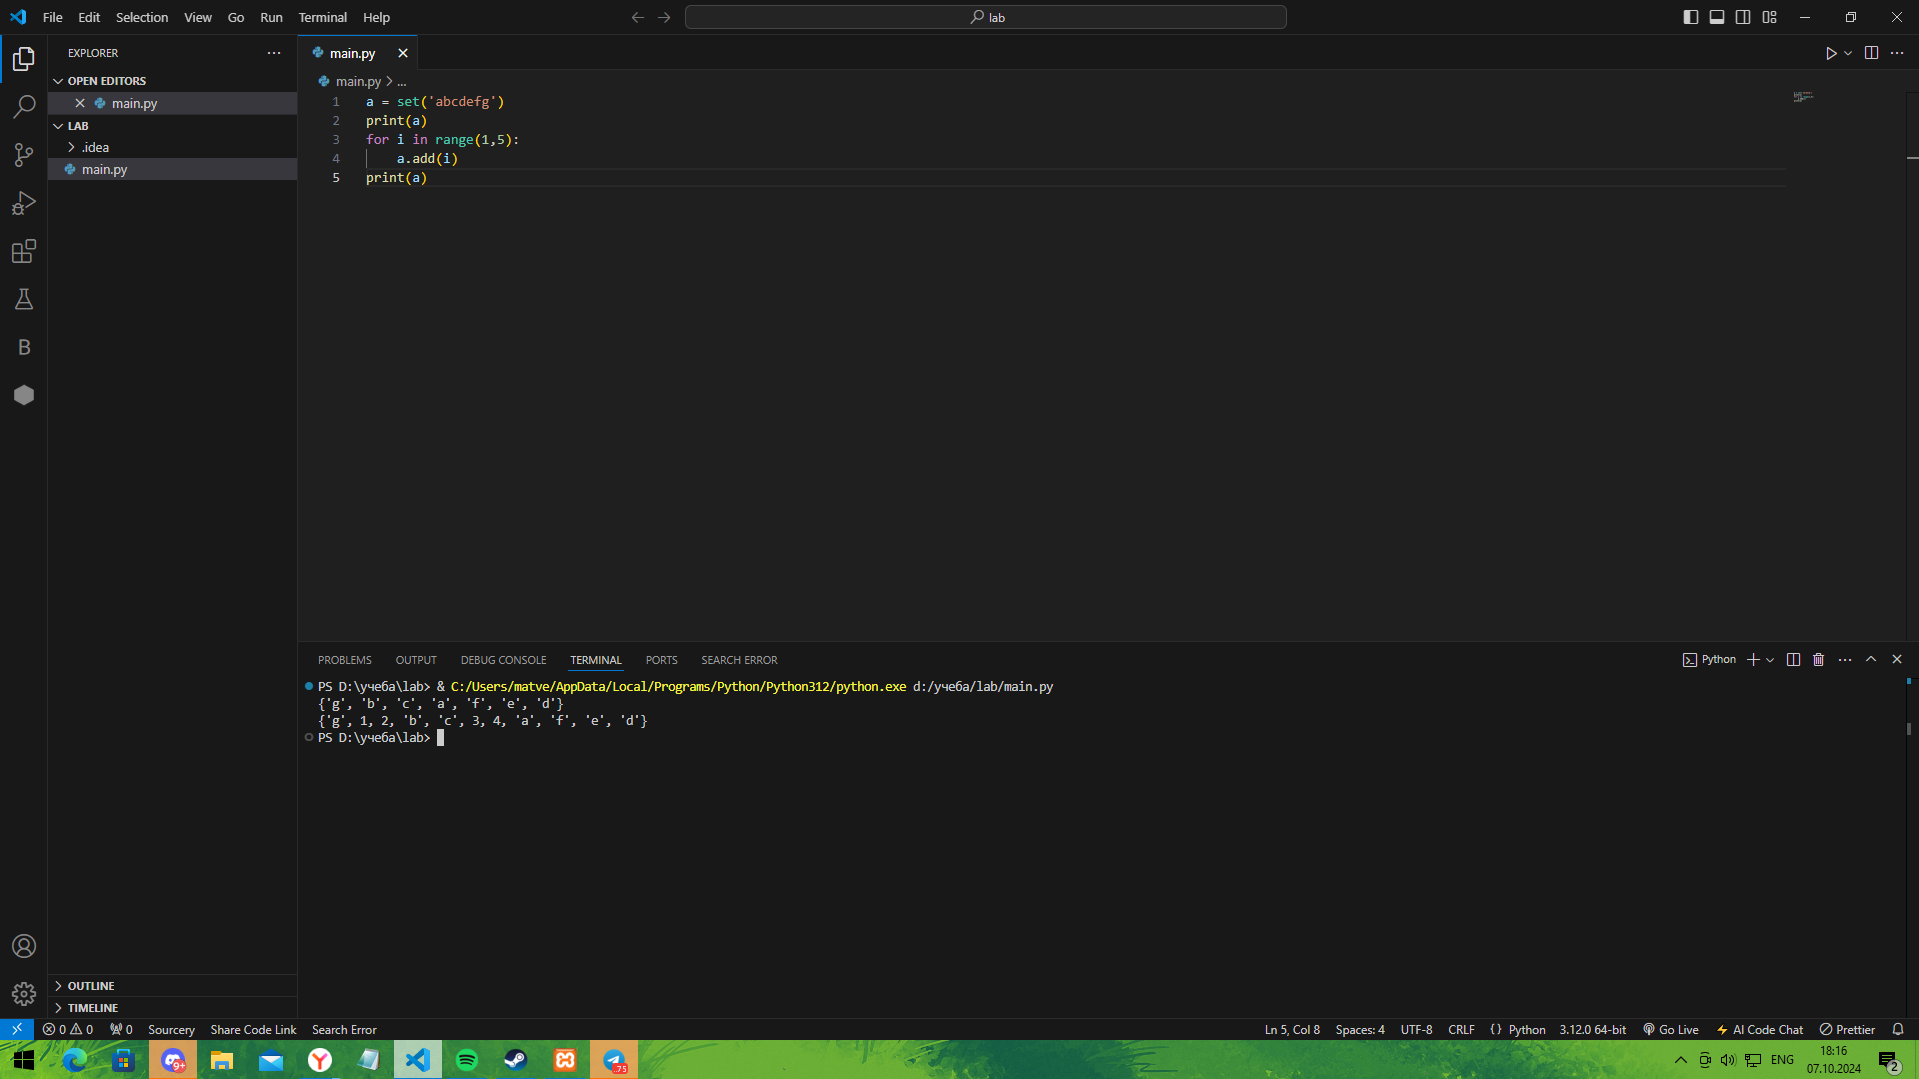 File Edit Selection View Go Run Terminal Help
lab
EXPLORER
OPEN EDITORS
main.py
LAB
.idea
main.py
OUTLINE
TIMELINE
main.py
main.py > ...
1 a = set('abcdefg')
2 print(a)
3 for i in range(1,5):
4     a.add(i)
5 print(a)
PROBLEMS OUTPUT DEBUG CONSOLE TERMINAL PORTS SEARCH ERROR
Python
PS D:\учеба\lab> & C:/Users/matve/AppData/Local/Programs/Python/Python312/python.exe d:/учеба/lab/main.py
{'g', 'b', 'c', 'a', 'f', 'e', 'd'}
{'g', 1, 2, 'b', 'c', 3, 4, 'a', 'f', 'e', 'd'}
PS D:\учеба\lab>
0 0 0 Sourcery Share Code Link Search Error
Ln 5, Col 8 Spaces: 4 UTF-8 CRLF {} Python 3.12.0 64-bit Go Live AI Code Chat Prettier
9+
75
ENG
18:16
07.10.2024
2